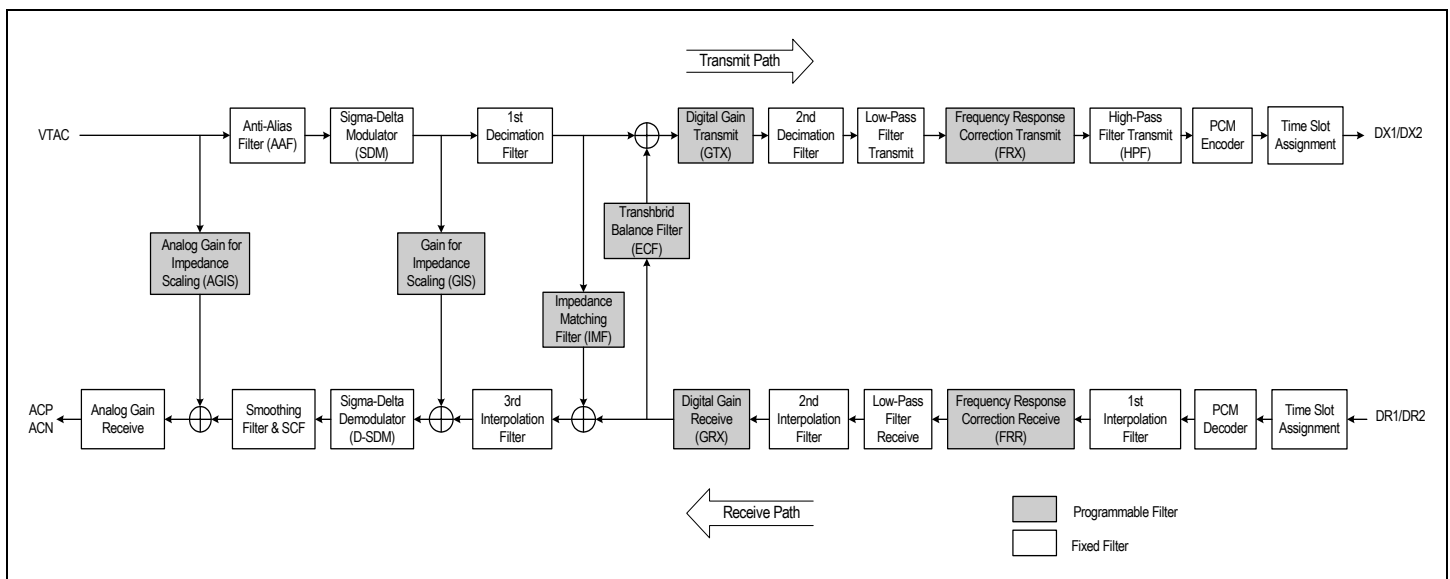 Transmit Path
VTAC
Anti-Alias
Filter (AAF)
Sigma-Delta
Modulator
(SDM)
1st
Decimation
Filter
Digital Gain
Transmit
(GTX)
2nd
Decimation
Filter
Low-Pass
Filter
Transmit
Frequency Response
Correction Transmit
(FRX)
High-Pass
Filter Transmit
(HPF)
PCM
Encoder
Time Slot
Assignment
DX1/DX2
Analog Gain for
Impedance
Scaling (AGIS)
Gain for
Impedance
Scaling (GIS)
Impedance
Matching
Filter (IMF)
Transhbrid
Balance Filter
(ECF)
ACP
ACN
Analog Gain
Receive
Smoothing
Filter & SCF
Sigma-Delta
Demodulator
(D-SDM)
3rd
Interpolation
Filter
Digital Gain
Receive
(GRX)
2nd
Interpolation
Filter
Low-Pass
Filter
Receive
Frequency Response
Correction Receive
(FRR)
1st
Interpolation
Filter
PCM
Decoder
Time Slot
Assignment
DR1/DR2
Receive Path
Programmable Filter
Fixed Filter